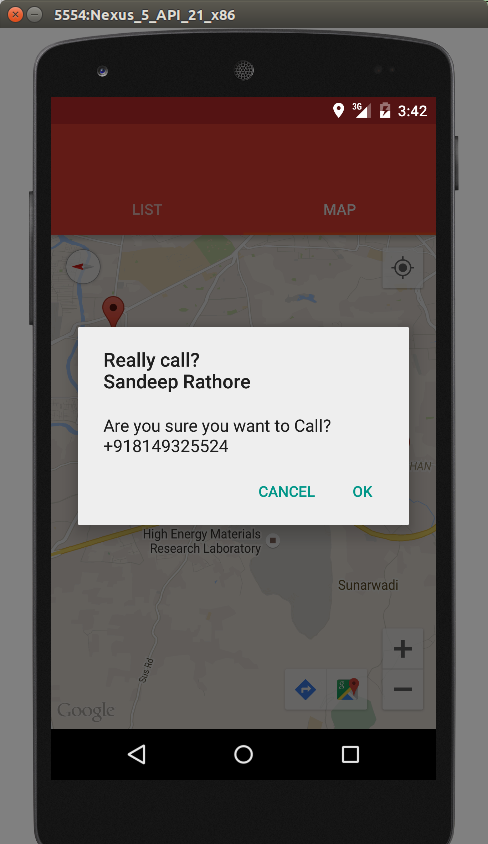 5554:Nexus_5_API_21_x86
3G 3:42
LIST MAP
Really call?
Sandeep Rathore
Are you sure you want to Call?
+918149325524
HAN
CANCEL OK
High Energy Materials
Research Laboratory
Sunarwadi
Sus Rd
Google